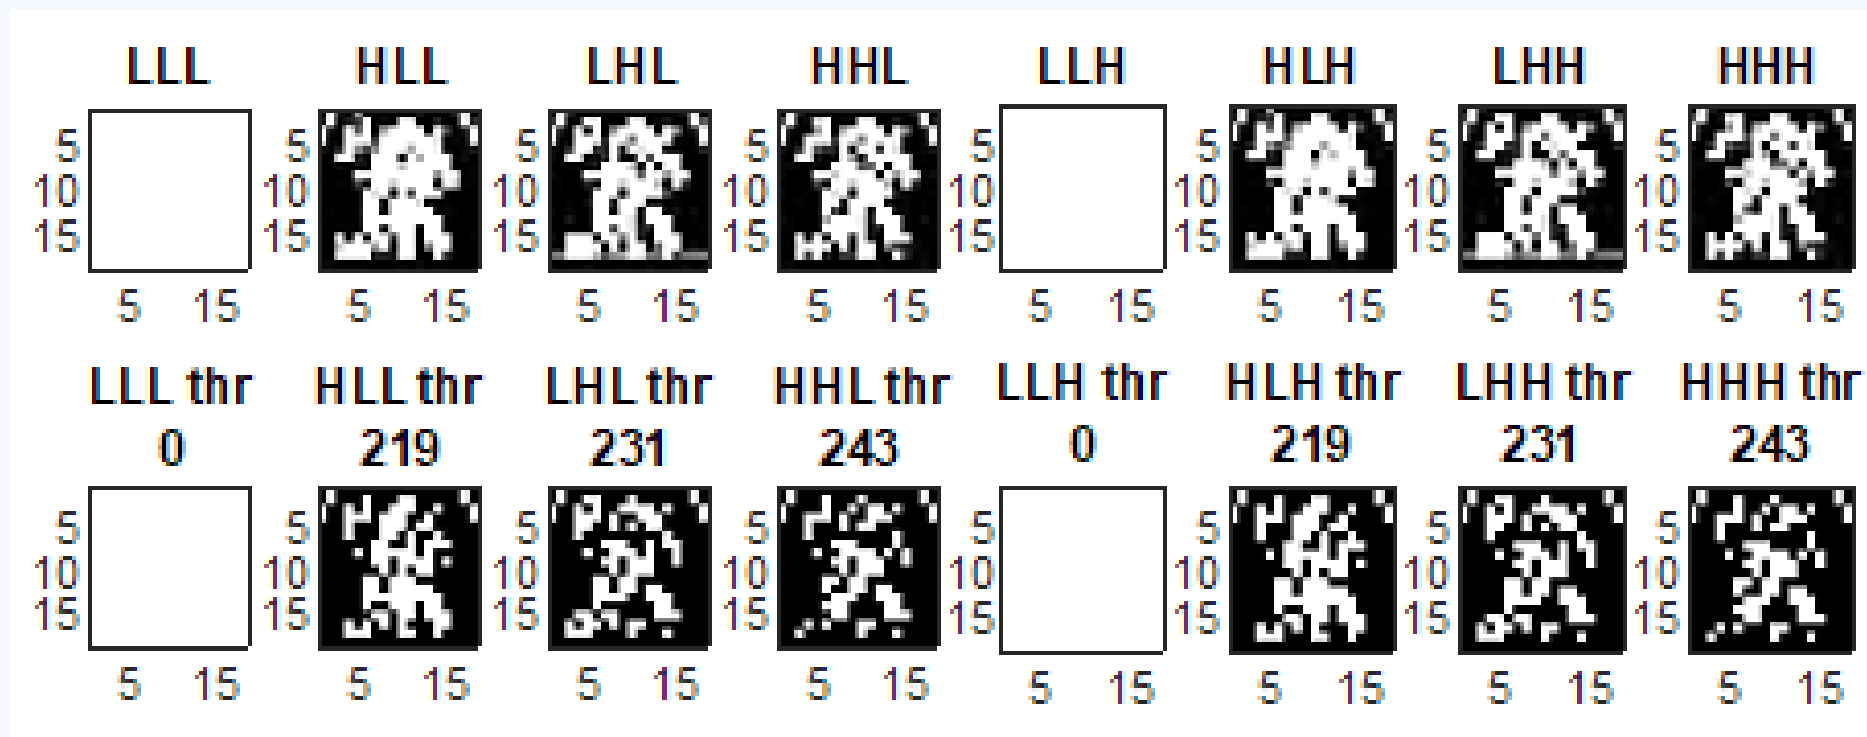 LLL HLL LHL HHL LLH HLH LHH HHH
5 5 5 5 5 5 5 5
10 10 10 10 10 10 10 10
15 15 15 15 15 15 15 15
5 15 5 15 5 15 5 15 5 15 5 15 5 15 5 15
LLL thr HLL thr LHL thr HHL thr LLH thr HLH thr LHH thr HHH thr
0 219 231 243 0 219 231 243
5 5 5 5 5 5 5 5
10 10 10 10 10 10 10 10
15 15 15 15 15 15 15 15
5 15 5 15 5 15 5 15 5 15 5 15 5 15 5 15